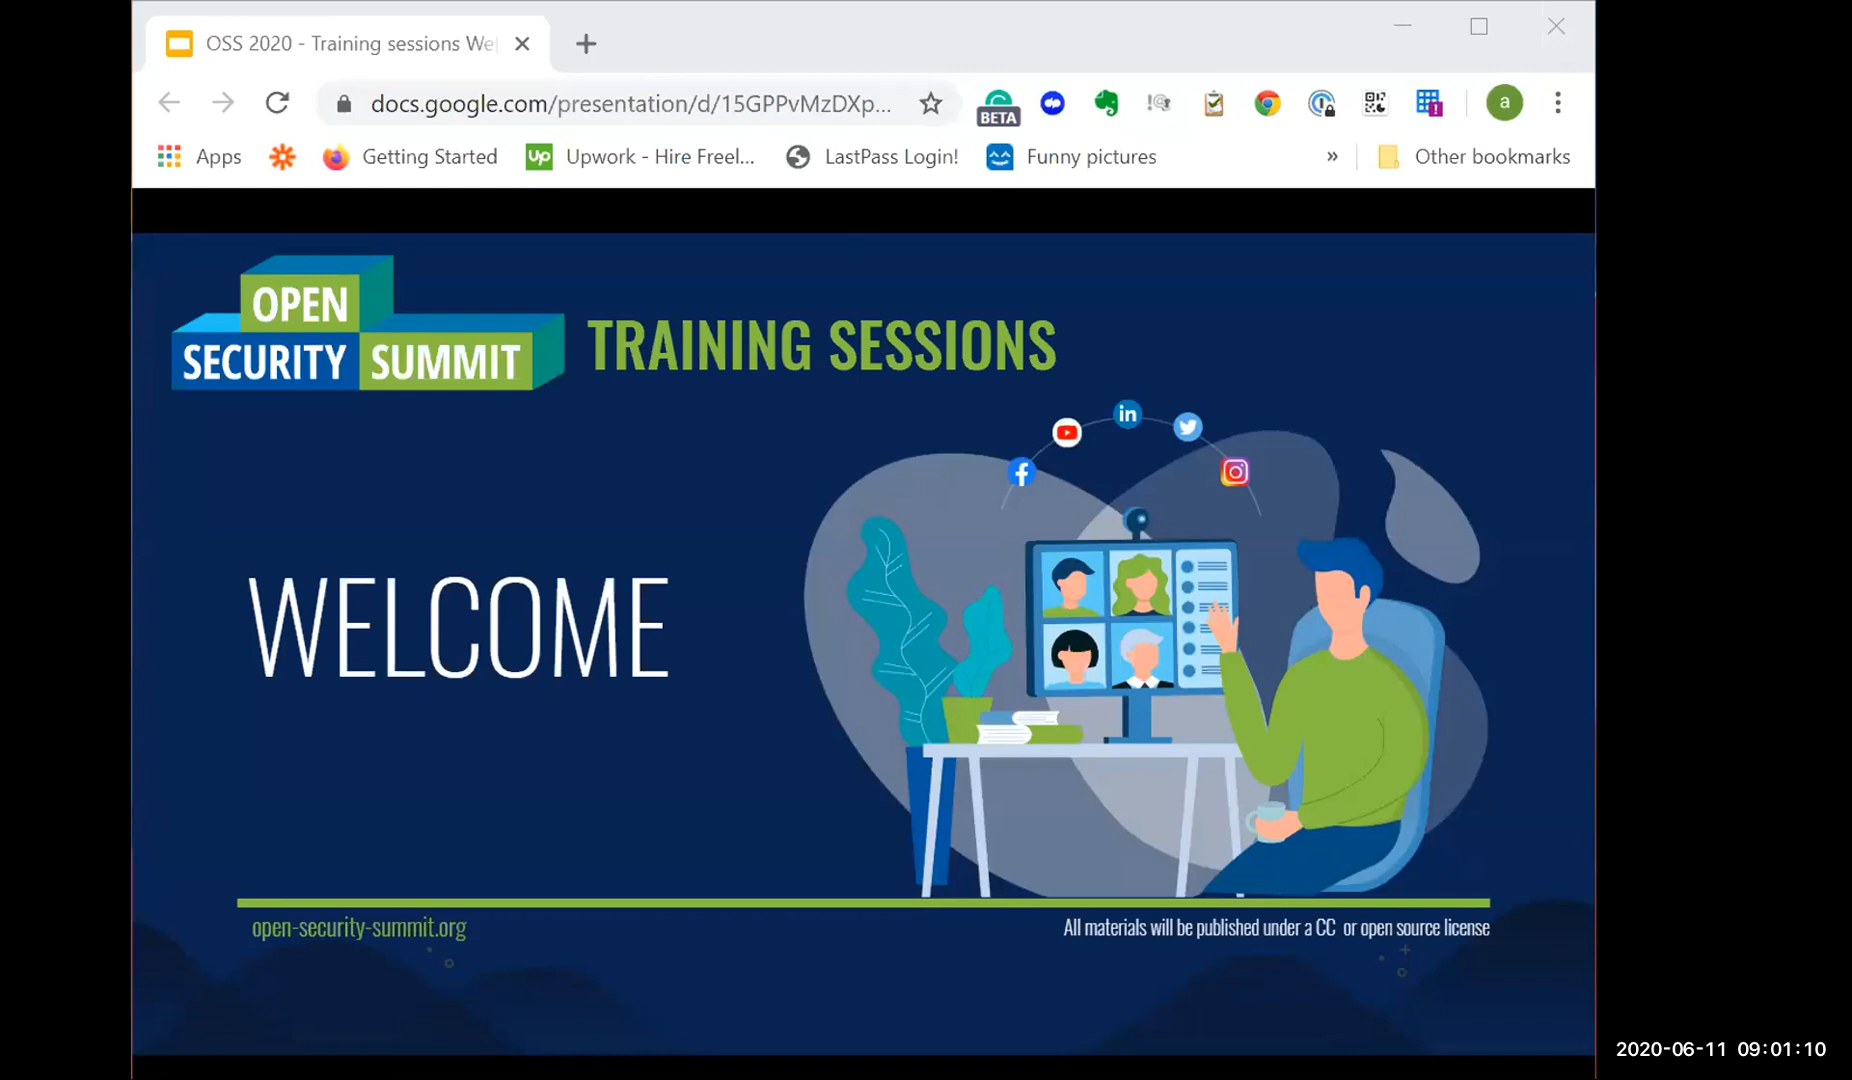 OSS 2020 - Training sessions We
docs.google.com/presentation/d/15GPPvMzDXp...
BETA
a
Apps
Getting Started
Up
Upwork - Hire Freel...
LastPass Login!
Funny pictures
»
Other bookmarks
OPEN
SECURITY SUMMIT
TRAINING SESSIONS
in
WELCOME
open-security-summit.org
All materials will be published under a CC or open source license
2020-06-11 09:01:10